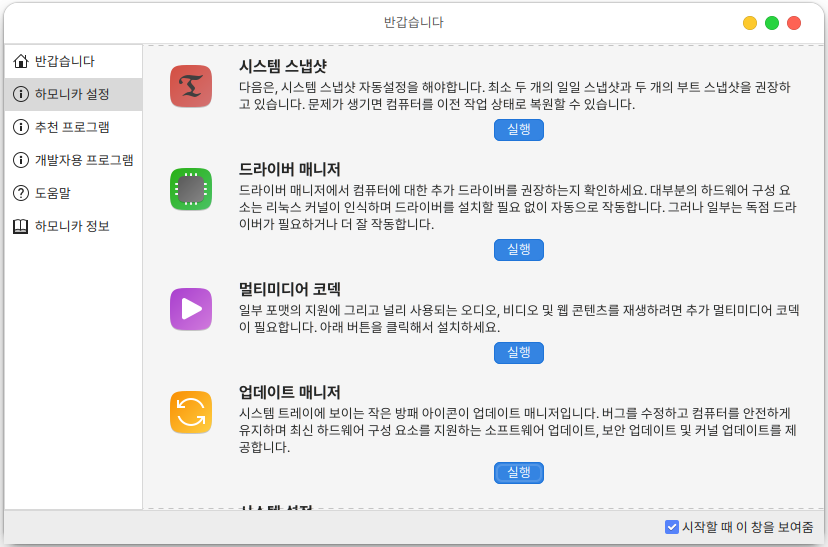 반갑습니다
반갑습니다
하모니카 설정
추천 프로그램
개발자용 프로그램
도움말
하모니카 정보
시스템 스냅샷
다음은, 시스템 스냅샷 자동설정을 해야합니다. 최소 두 개의 일일 스냅샷과 두 개의 부트 스냅샷을 권장하
고 있습니다. 문제가 생기면 컴퓨터를 이전 작업 상태로 복원할 수 있습니다.
실행
드라이버 매니저
드라이버 매니저에서 컴퓨터에 대한 추가 드라이버를 권장하는지 확인하세요. 대부분의 하드웨어 구성 요
소는 리눅스 커널이 인식하며 드라이버를 설치할 필요 없이 자동으로 작동합니다. 그러나 일부는 독점 드라
이버가 필요하거나 더 잘 작동합니다.
실행
멀티미디어 코덱
일부 포맷의 지원에 그리고 널리 사용되는 오디오, 비디오 및 웹 콘텐츠를 재생하려면 추가 멀티미디어 코덱
이 필요합니다. 아래 버튼을 클릭해서 설치하세요.
실행
업데이트 매니저
시스템 트레이에 보이는 작은 방패 아이콘이 업데이트 매니저입니다. 버그를 수정하고 컴퓨터를 안전하게
유지하며 최신 하드웨어 구성 요소를 지원하는 소프트웨어 업데이트, 보안 업데이트 및 커널 업데이트를 제
공합니다.
실행
시스템 설정
시작할 때 이 창을 보여줌